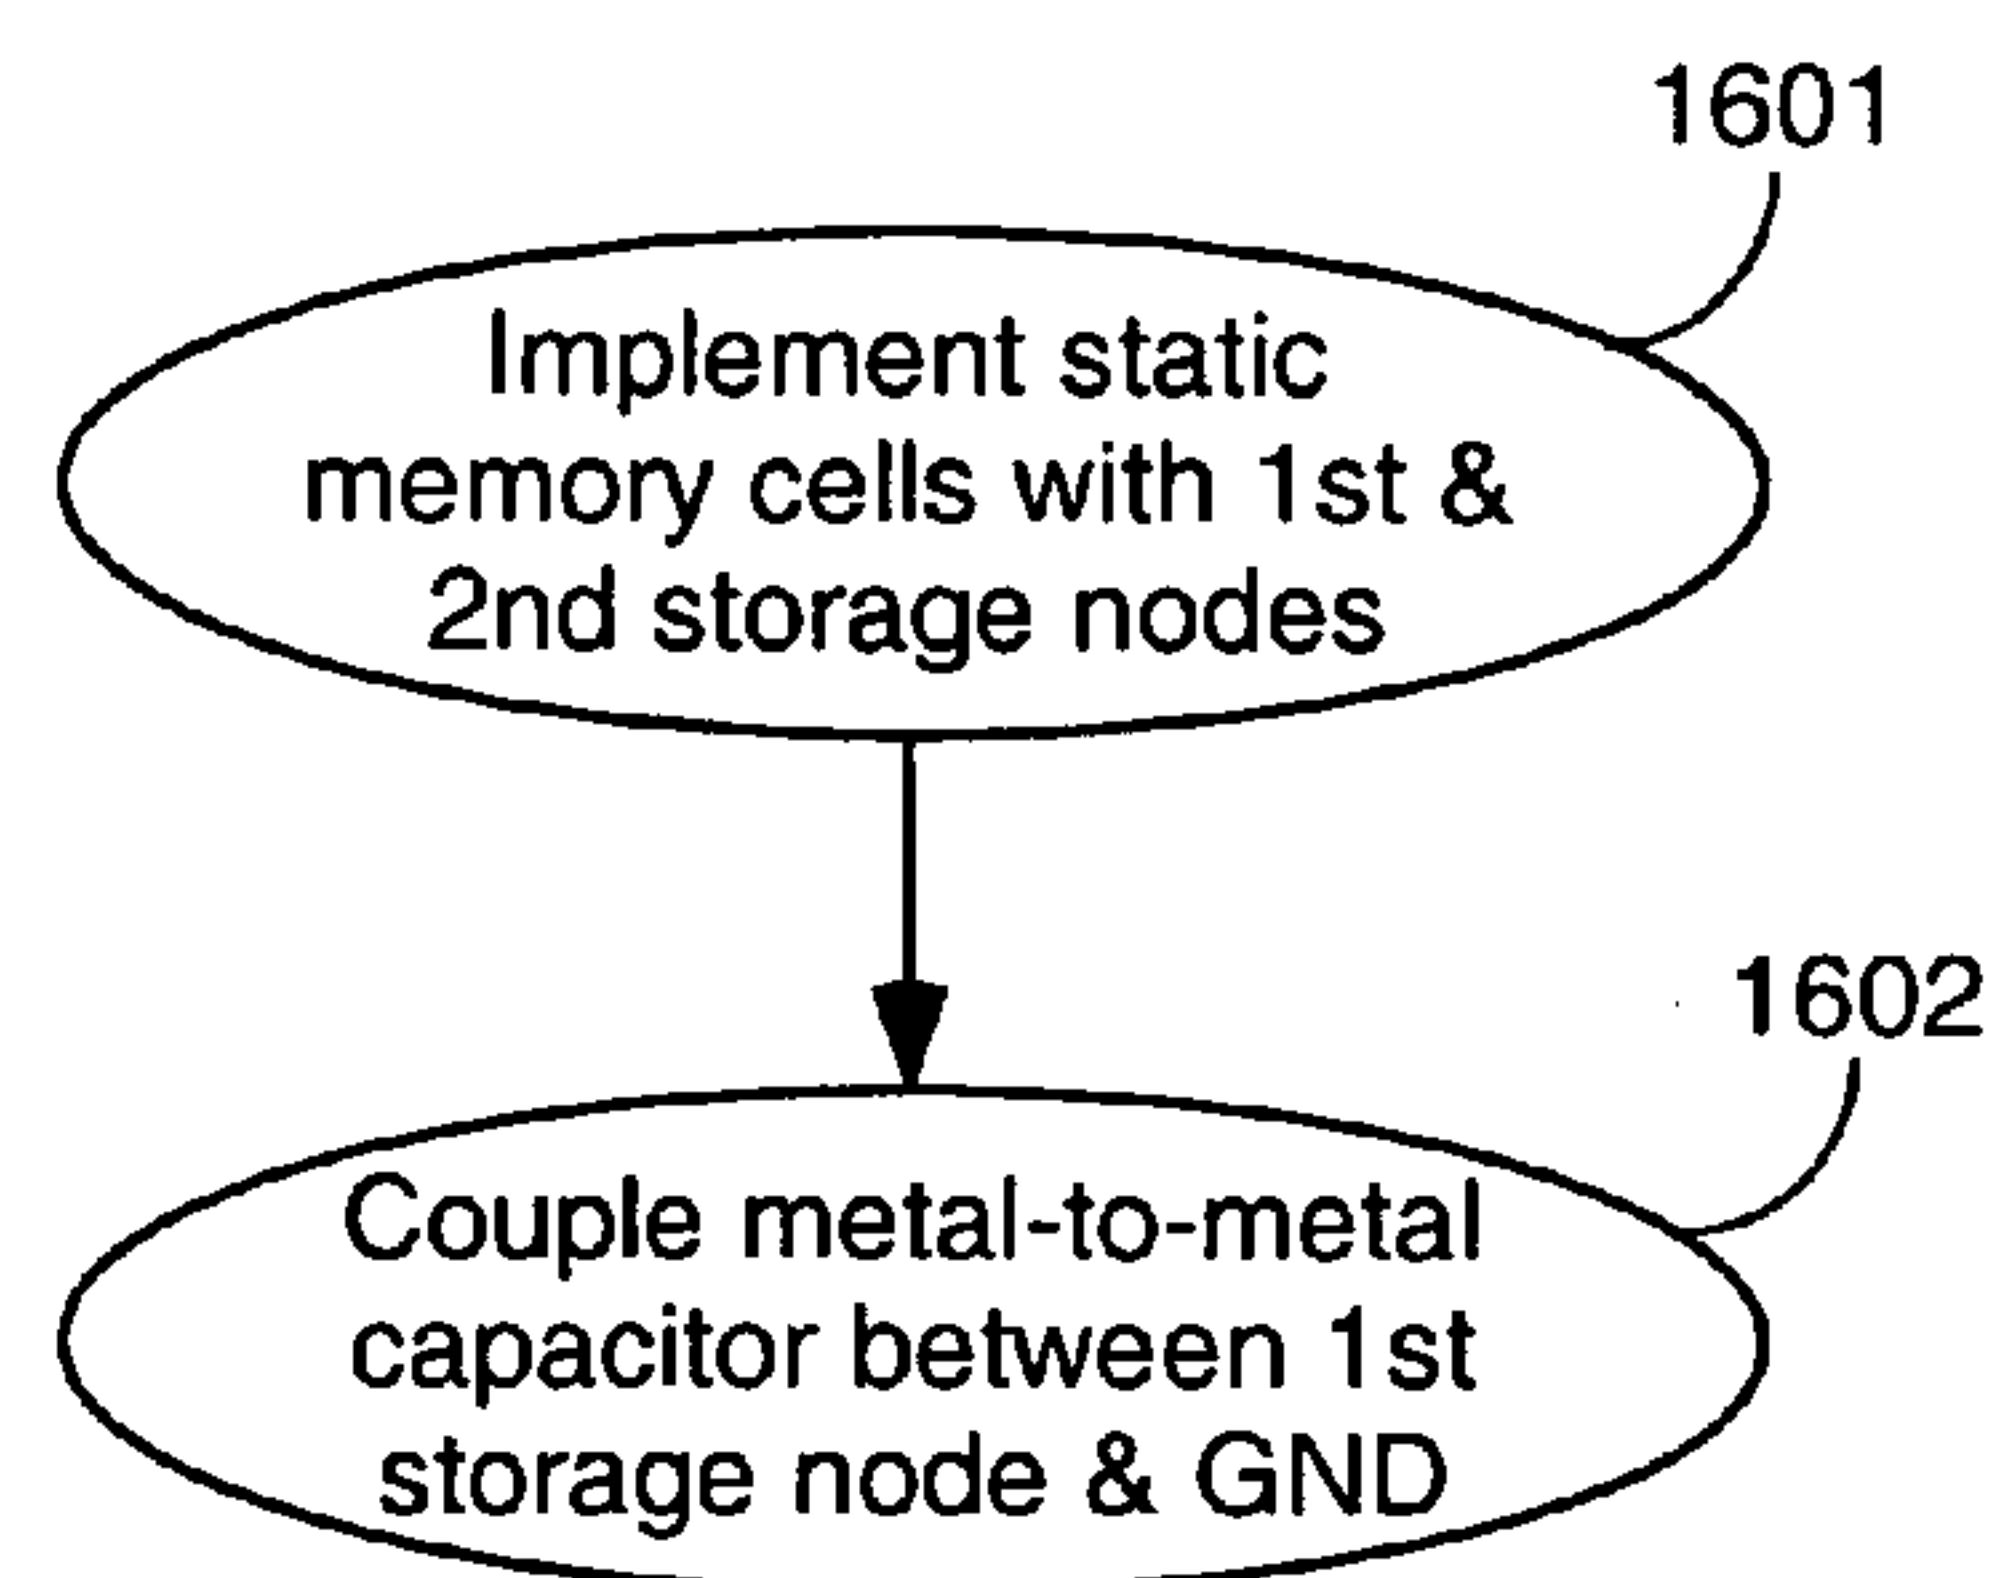 1601
Implement static
memory cells with 1st &
2nd storage nodes
1602
Couple metal-to-metal
capacitor between 1st
storage node & GND